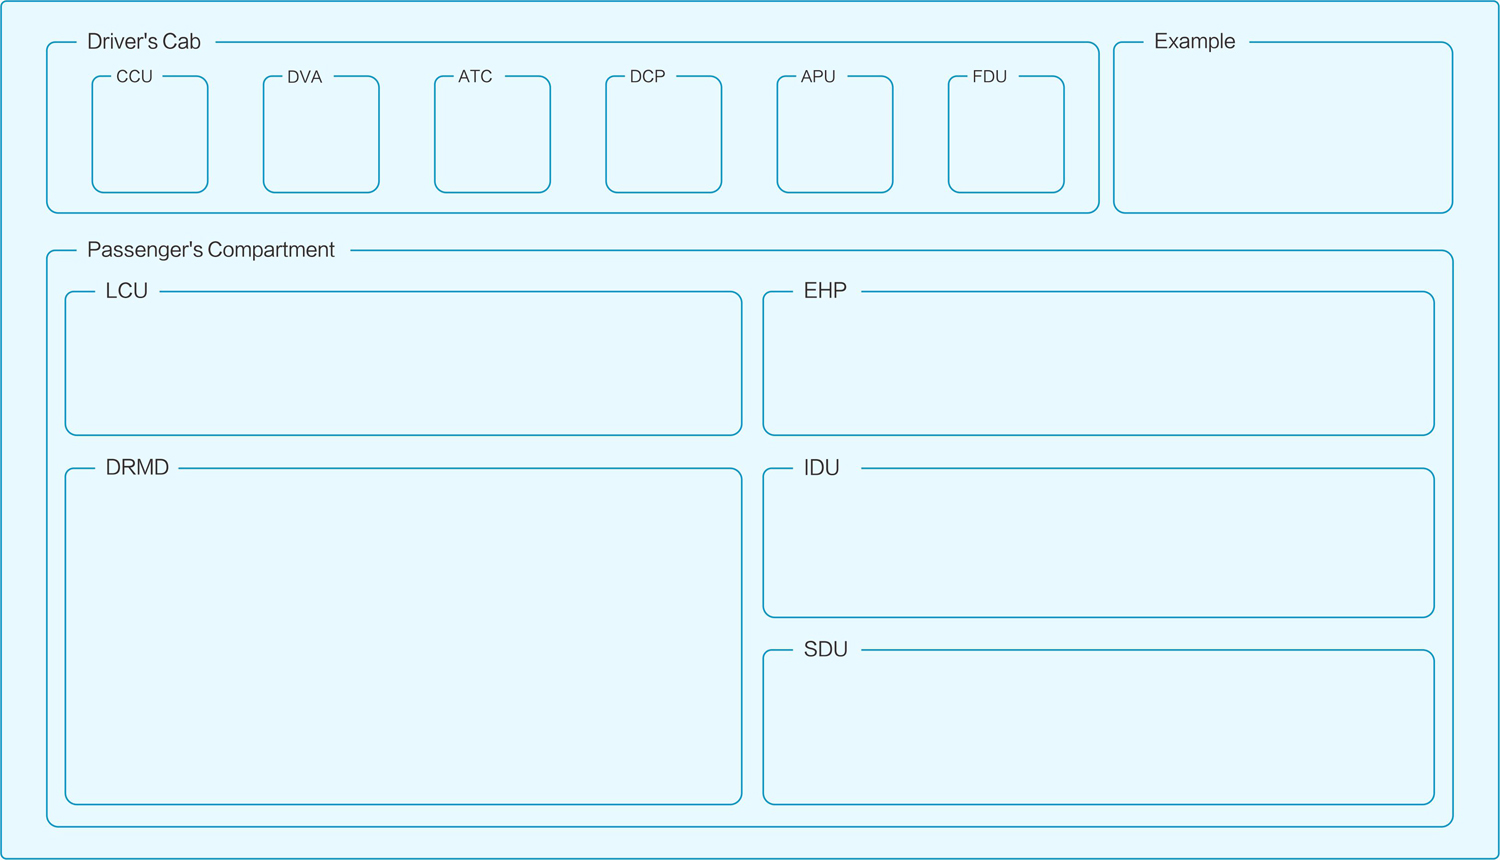 Driver's Cab
Example
CCU
DVA
ATC
DCP
APU
FDU
Passenger's Compartment
LCU
EHP
DRMD
IDU
SDU